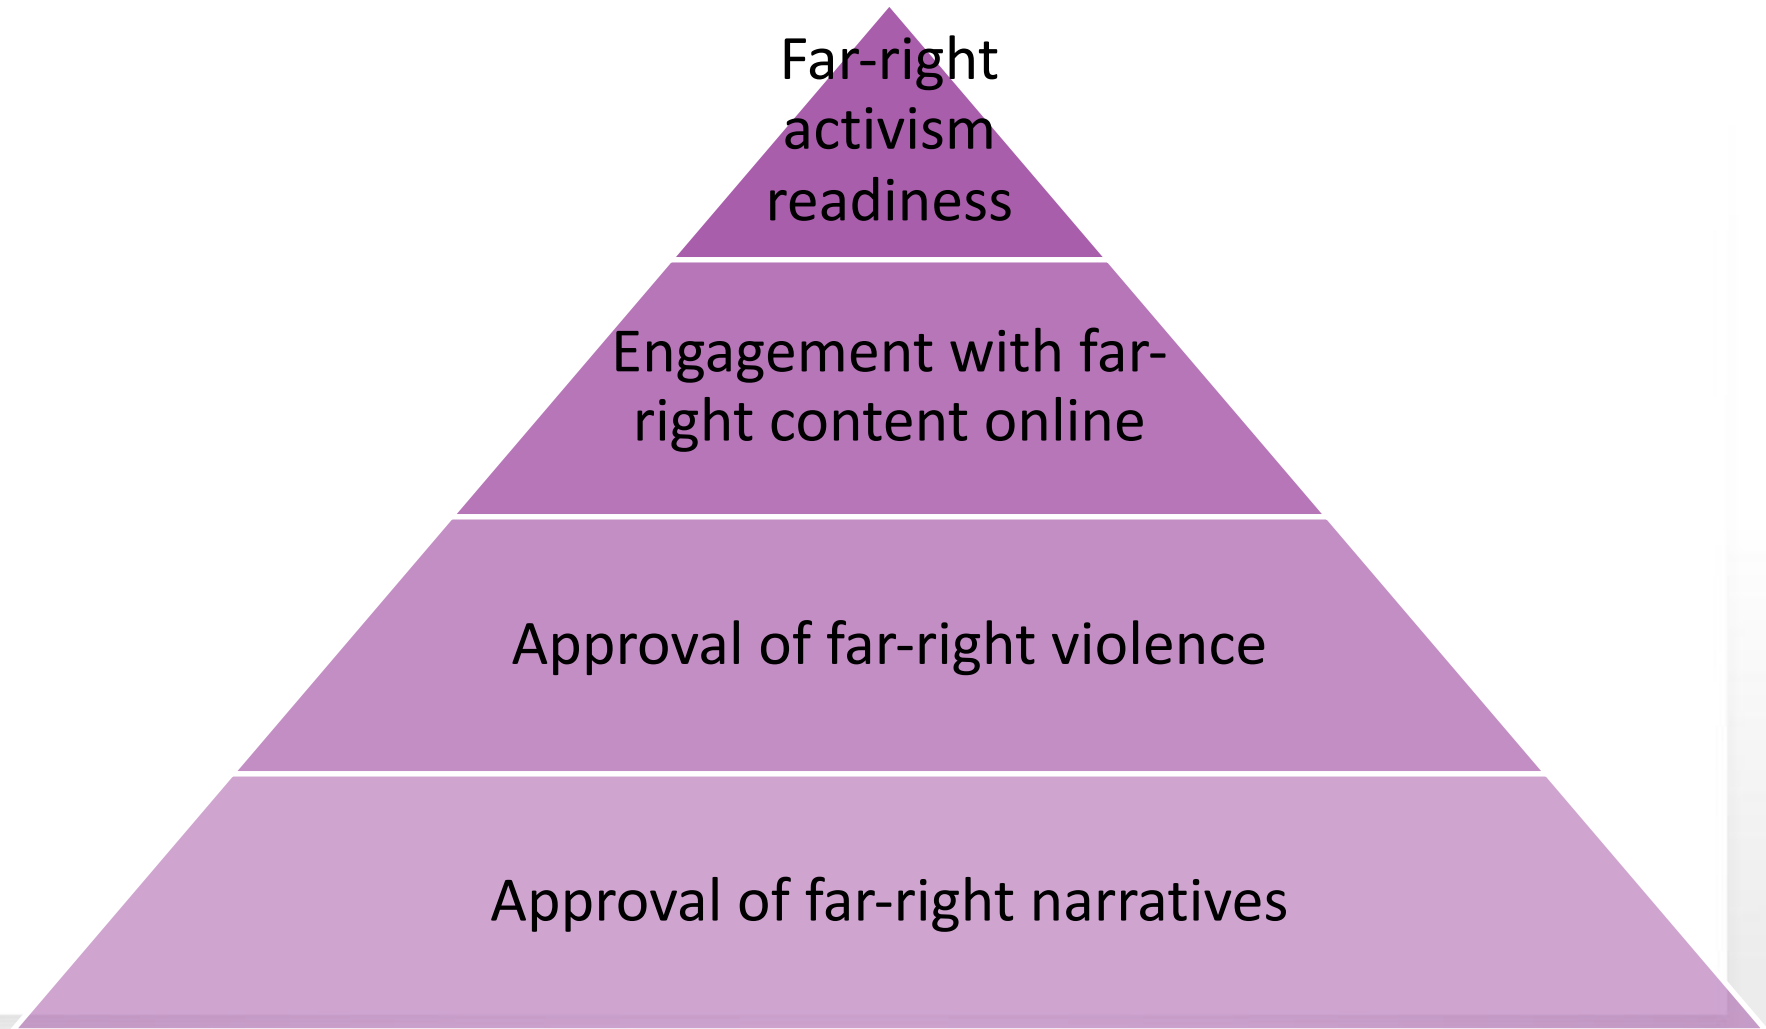 Far-right
activism
readiness
Engagement with far-
right content online
Approval of far-right violence
Approval of far-right narratives